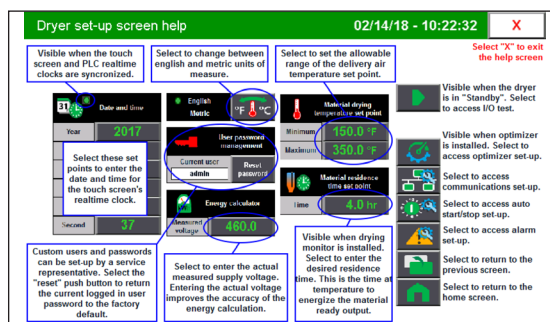 Dryer set-up screen help
02/14/18 - 10:22:32
X
Select "X" to exit
the help screen
Visible when the touch
screen and PLC realtime
clocks are syncronized.
Select to change between
english and metric units of
measure.
Select to set the allowable
range of the delivery air
temperature set point.
31
Date and time
Year
2017
Select these set
points to enter the
date and time for
the touch screen's
realtime clock.
Second
37
English
Metric
°F
°C
User password
management
Current user
admin
Reset
password
Energy calculator
Measured
voltage
460.0
Material drying
temperature set point
Minimum
150.0 °F
Maximum
350.0 °F
Material residence
time set point
Time
4.0 hr
Custom users and passwords
can be set-up by a service
representative. Select the
"reset" push button to return
the current logged in user
password to the factory
default.
Select to enter the actual
measured supply voltage.
Entering the actual voltage
improves the accuracy of the
energy calculation.
Visible when drying
monitor is installed.
Select to enter the
desired residence
time. This is the time at
temperature to
energize the material
ready output.
Visible when the dryer
is in "Standby". Select
to access I/O test.
Visible when optimizer
is installed. Select to
access optimizer set-up.
Select to access
communications set-up.
Select to access auto
start/stop set-up.
Select to access alarm
set-up.
Select to return to the
previous screen.
Select to return to the
home screen.